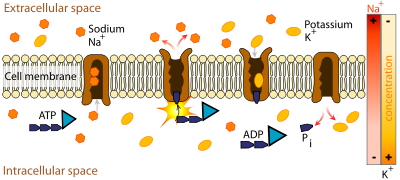 Extracellular space
Sodium
Na+
Potassium
K+
Na+
+
-
Cell membrane
concentration
ATP
ADP
Pi
-
+
Intracellular space
K+